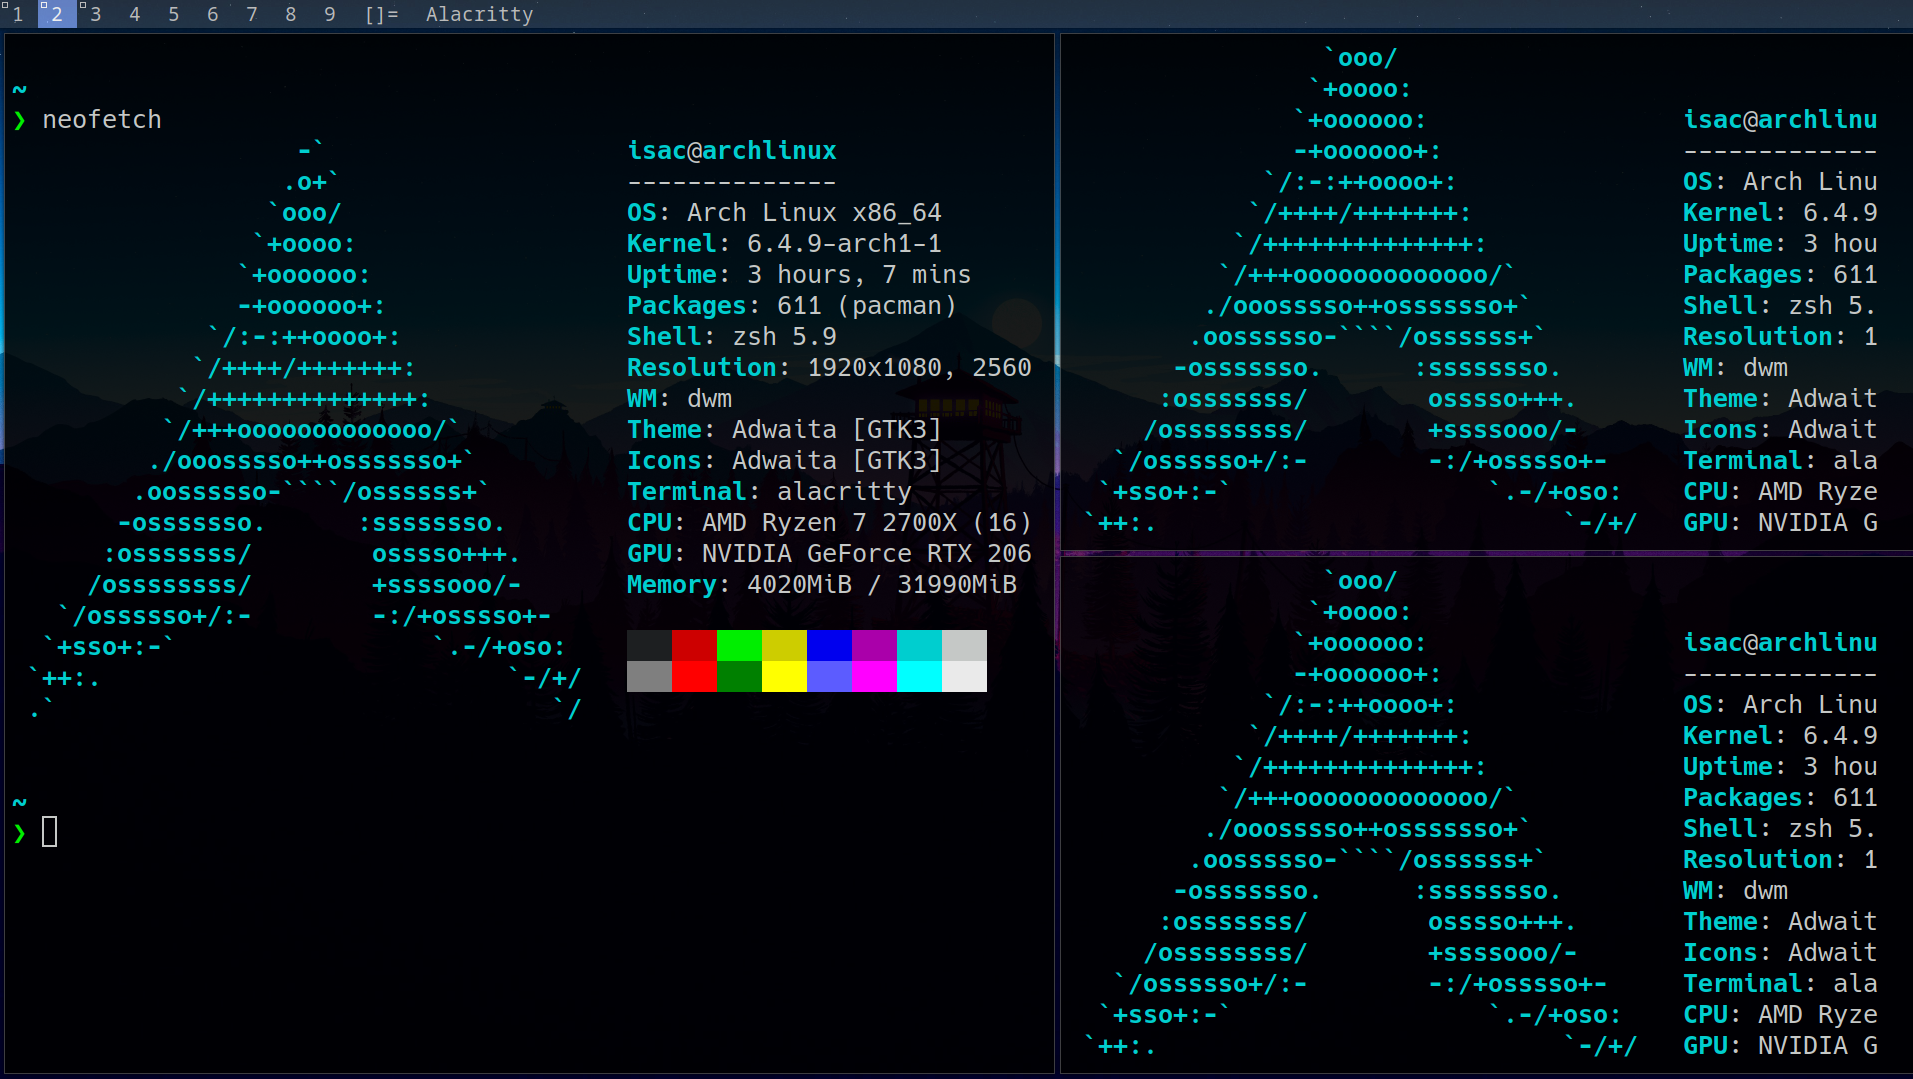 1 2 3 4 5 6 7 8 9 []= Alacritty
~
❯ neofetch
-`
.o+`
`ooo/
`+oooo:
`+oooooo:
-+oooooo+:
`/:-:++oooo+:
`/++++/+++++++:
`/++++++++++++++:
`/+++ooooooooooooo/`
./ooosssso++osssssso+`
.oossssso-````/ossssss+`
-osssssso. :ssssssso.
:osssssss/ osssso+++.
/ossssssss/ +ssssooo/-
`/ossssso+/:- -:/+osssso+-
`+sso+:-` `.-/+oso:
`++:. `-/+/
.` `/
isac@archlinux
--------------
OS: Arch Linux x86_64
Kernel: 6.4.9-arch1-1
Uptime: 3 hours, 7 mins
Packages: 611 (pacman)
Shell: zsh 5.9
Resolution: 1920x1080, 2560
WM: dwm
Theme: Adwaita [GTK3]
Icons: Adwaita [GTK3]
Terminal: alacritty
CPU: AMD Ryzen 7 2700X (16)
GPU: NVIDIA GeForce RTX 206
Memory: 4020MiB / 31990MiB
~
❯
`ooo/
`+oooo:
`+oooooo:
-+oooooo+:
`/:-:++oooo+:
`/++++/+++++++:
`/++++++++++++++:
`/+++ooooooooooooo/`
./ooosssso++osssssso+`
.oossssso-````/ossssss+`
-osssssso. :ssssssso.
:osssssss/ osssso+++.
/ossssssss/ +ssssooo/-
`/ossssso+/:- -:/+osssso+-
`+sso+:-` `.-/+oso:
`++:. `-/+/
isac@archlinu
-------------
OS: Arch Linu
Kernel: 6.4.9
Uptime: 3 hou
Packages: 611
Shell: zsh 5.
Resolution: 1
WM: dwm
Theme: Adwait
Icons: Adwait
Terminal: ala
CPU: AMD Ryze
GPU: NVIDIA G
`ooo/
`+oooo:
`+oooooo:
-+oooooo+:
`/:-:++oooo+:
`/++++/+++++++:
`/++++++++++++++:
`/+++ooooooooooooo/`
./ooosssso++osssssso+`
.oossssso-````/ossssss+`
-osssssso. :ssssssso.
:osssssss/ osssso+++.
/ossssssss/ +ssssooo/-
`/ossssso+/:- -:/+osssso+-
`+sso+:-` `.-/+oso:
`++:. `-/+/
isac@archlinu
-------------
OS: Arch Linu
Kernel: 6.4.9
Uptime: 3 hou
Packages: 611
Shell: zsh 5.
Resolution: 1
WM: dwm
Theme: Adwait
Icons: Adwait
Terminal: ala
CPU: AMD Ryze
GPU: NVIDIA G